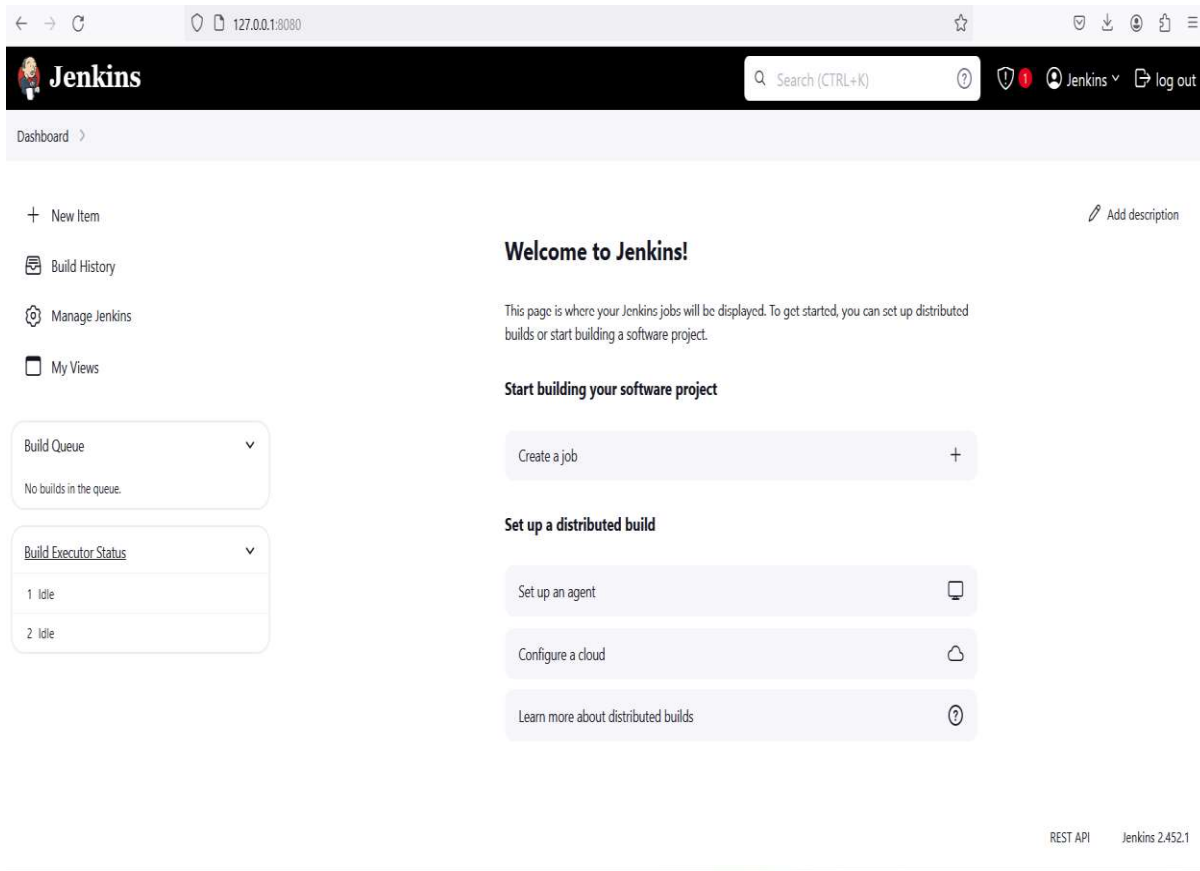 127.0.0.1:8080
Jenkins
Search (CTRL+K)
1
Jenkins
log out
Dashboard
New Item
Build History
Manage Jenkins
My Views
Build Queue
No builds in the queue.
Build Executor Status
1 Idle
2 Idle
Add description
Welcome to Jenkins!
This page is where your Jenkins jobs will be displayed. To get started, you can set up distributed
builds or start building a software project.
Start building your software project
Create a job
Set up a distributed build
Set up an agent
Configure a cloud
Learn more about distributed builds
REST API
Jenkins 2.452.1